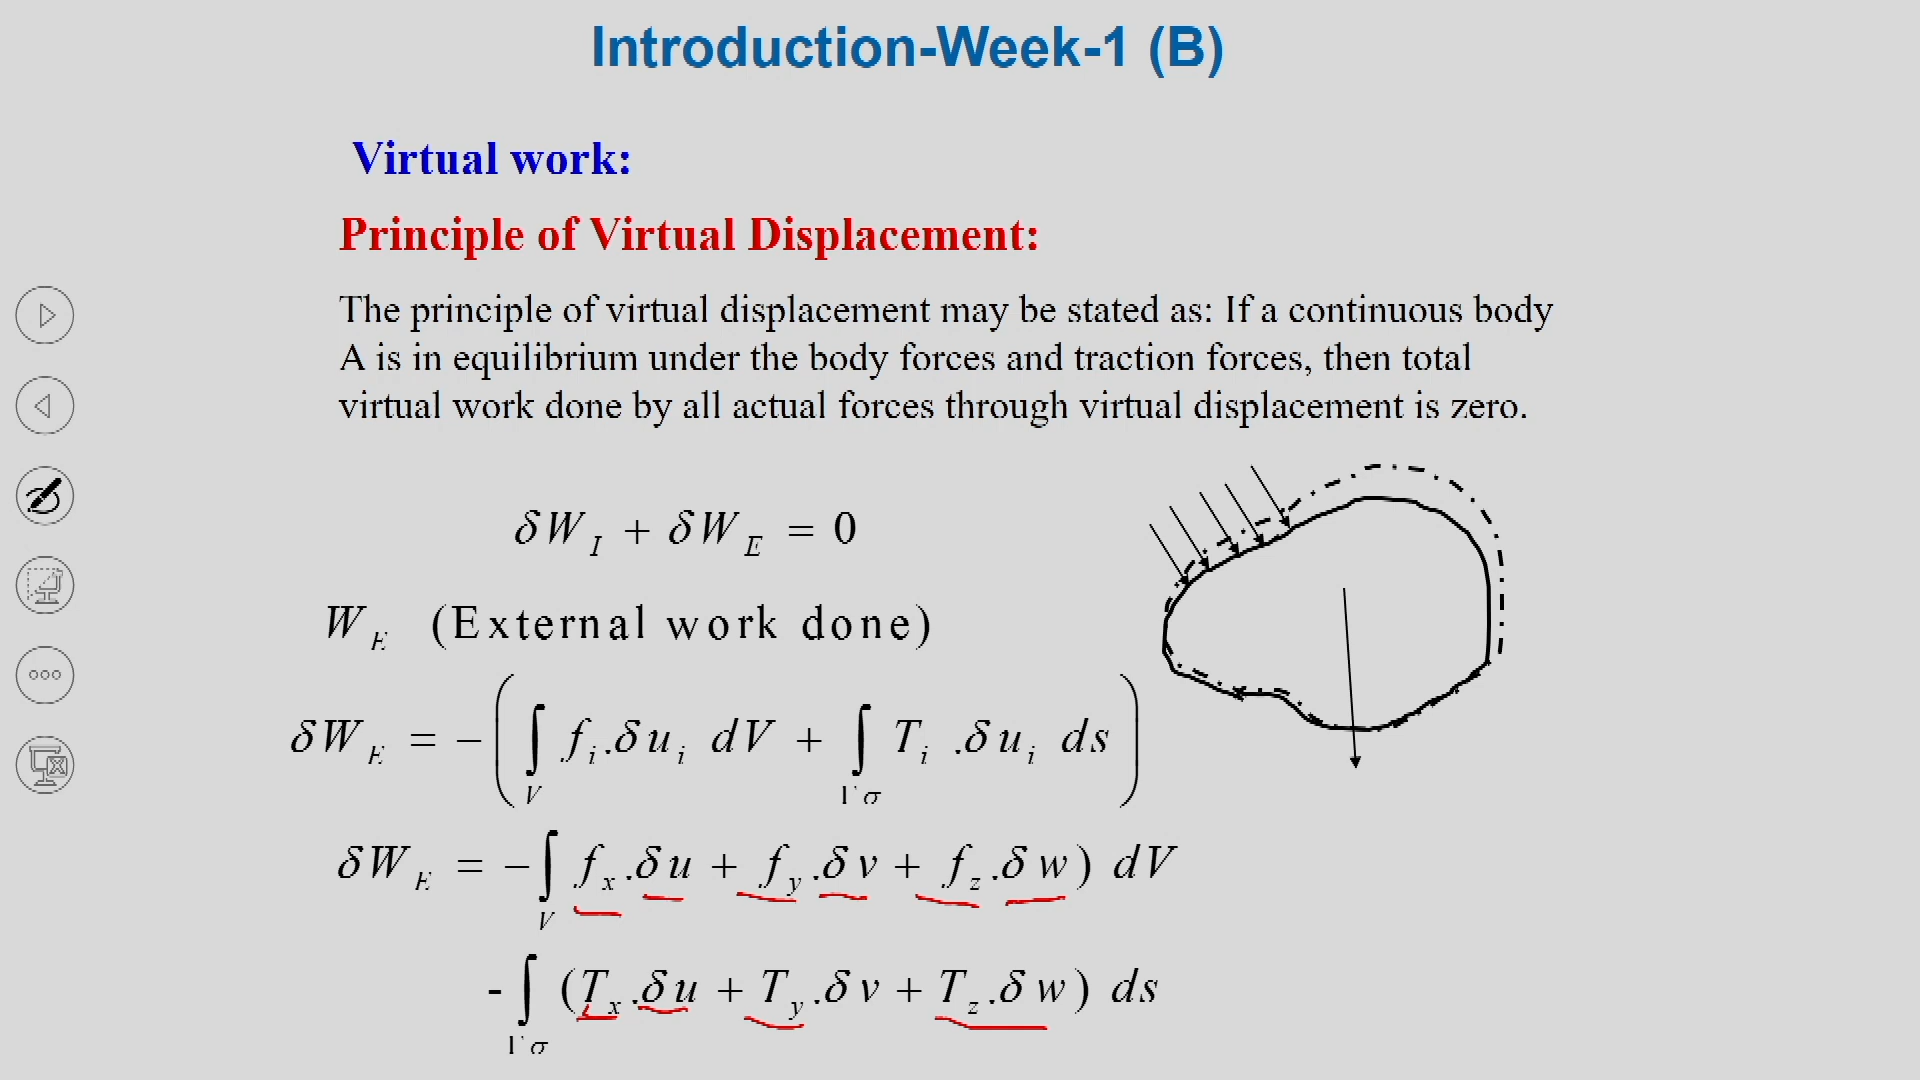 Introduction-Week-1 (B)
Virtual work:
Principle of Virtual Displacement:
The principle of virtual displacement may be stated as: If a continuous body
A is in equilibrium under the body forces and traction forces, then total
virtual work done by all actual forces through virtual displacement is zero.
δW_I + δW_E = 0
W_E (External work done)
δW_E = −( ∫_V f_i.δu_i dV + ∫_Γσ T_i .δu_i ds )
δW_E = −∫_V f_x.δu + f_y.δv + f_z.δw) dV
-∫_Γσ (T_x.δu + T_y.δv + T_z.δw) ds